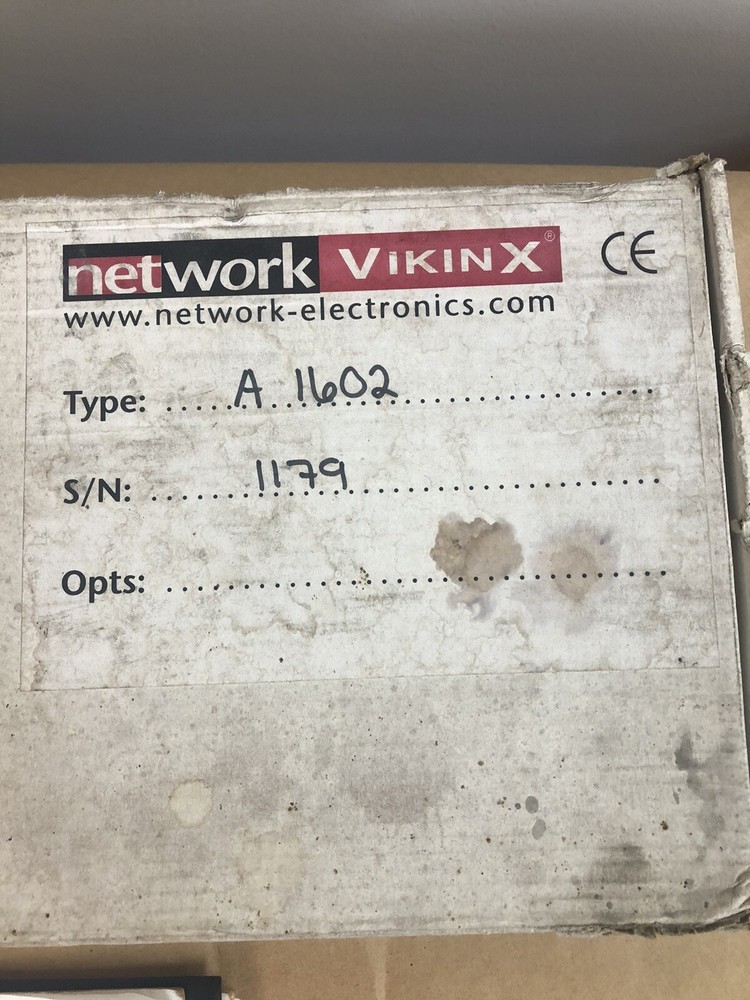 network VIKINX® CE
www.network-electronics.com
Type: .....A 1602..............................
S/N: ..........1179..............................
Opts: ........................................